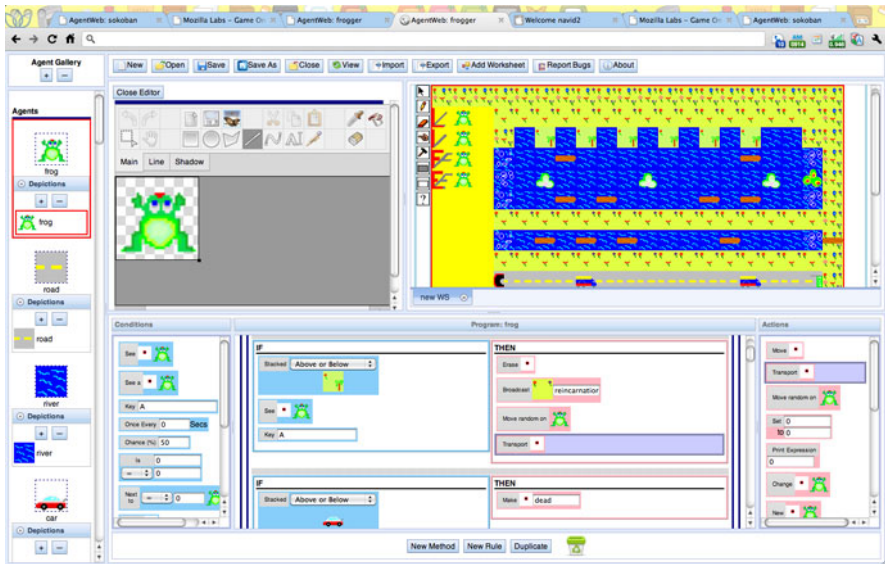 AgentWeb: sokoban
Mozilla Labs – Game On
AgentWeb: frogger
AgentWeb: frogger
Welcome navid2
Mozilla Labs – Game On
AgentWeb: sokoban
Agent Gallery
New
Open
Save
Save As
Close
View
Import
Export
Add Worksheet
Report Bugs
About
Agents
frog
Depictions
frog
road
Depictions
road
river
Depictions
river
car
Depictions
Close Editor
Main
Line
Shadow
new WS
Conditions
See
See a
Key A
Once Every 0 Secs
Chance (%) 50
Is 0
= 0
Next to = 0
Program: frog
IF
Stacked Above or Below
See
Key A
THEN
Erase
Broadcast reincarnation
Move random on
Transport
IF
Stacked Above or Below
THEN
Make dead
Actions
Move
Transport
Move random on
Set 0
to 0
Print Expression
0
Change
New
New Method
New Rule
Duplicate